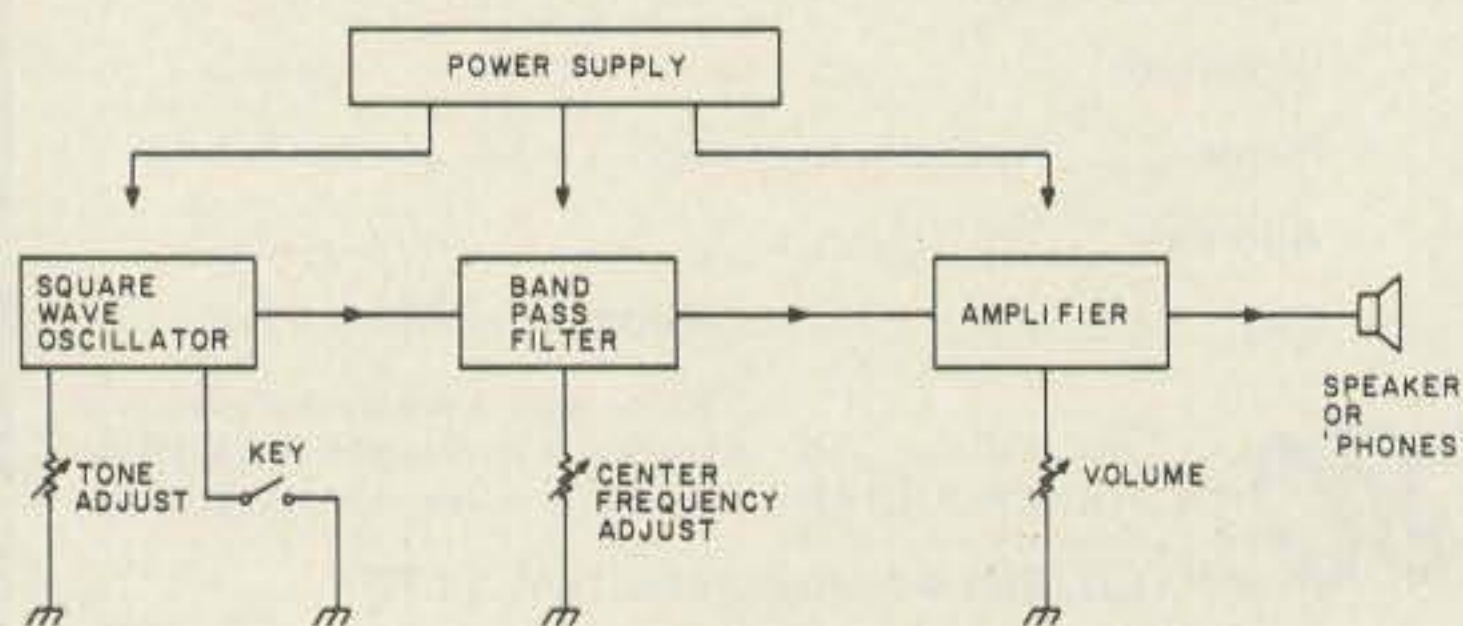 POWER SUPPLY
SQUARE
WAVE
OSCILLATOR
BAND
PASS
FILTER
AMPLIFIER
SPEAKER
OR
'PHONES
TONE
ADJUST
KEY
CENTER
FREQUENCY
ADJUST
VOLUME